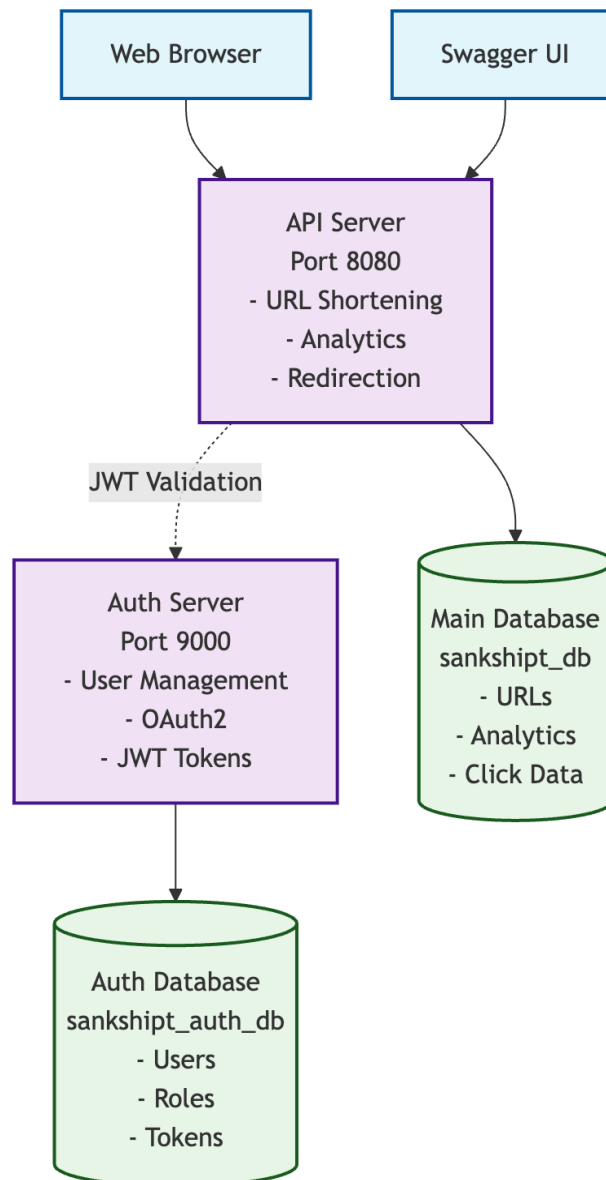 Web Browser
Swagger UI
API Server
Port 8080
- URL Shortening
- Analytics
- Redirection
JWT Validation
Auth Server
Port 9000
- User Management
- OAuth2
- JWT Tokens
Main Database
sankshipt_db
- URLs
- Analytics
- Click Data
Auth Database
sankshipt_auth_db
- Users
- Roles
- Tokens